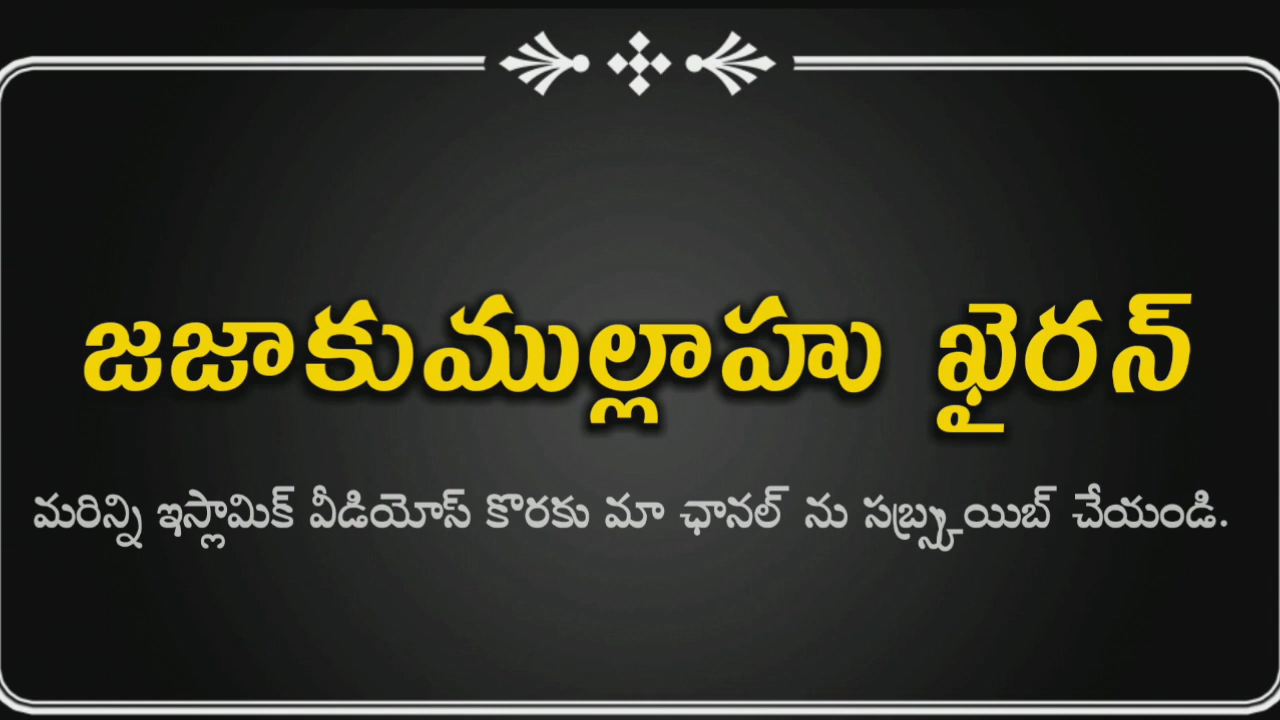 జజాకుముల్లాహు ఖైరన్
మరిన్ని ఇస్లామిక్ వీడియోస్ కొరకు మా ఛానల్ ను సబ్స్క్రుయిబ్ చేయండి.